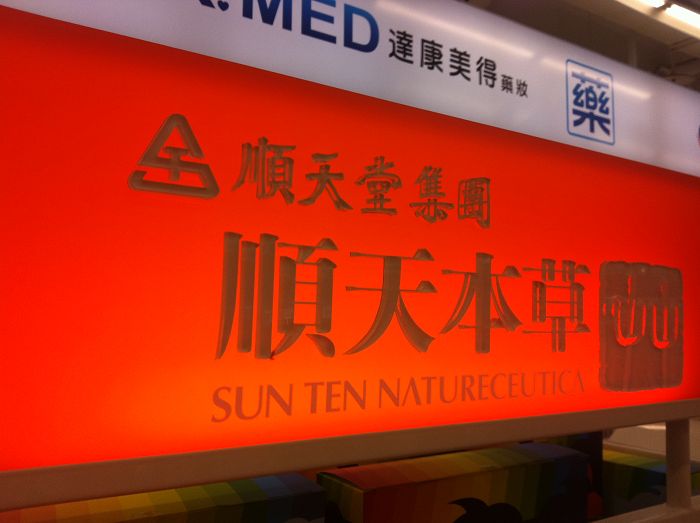 .MED 達康美得 藥妝 藥
順天堂集團
順天本草
SUN TEN NATURECEUTICA